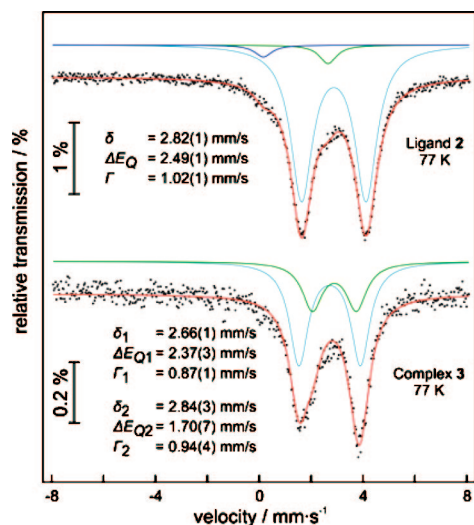 relative transmission / %
1 %
δ = 2.82(1) mm/s
ΔE_Q = 2.49(1) mm/s
Γ = 1.02(1) mm/s
Ligand 2
77 K
0.2 %
δ₁ = 2.66(1) mm/s
ΔE_Q1 = 2.37(3) mm/s
Γ₁ = 0.87(1) mm/s
δ₂ = 2.84(3) mm/s
ΔE_Q2 = 1.70(7) mm/s
Γ₂ = 0.94(4) mm/s
Complex 3
77 K
-8 -4 0 4 8
velocity / mm·s⁻¹